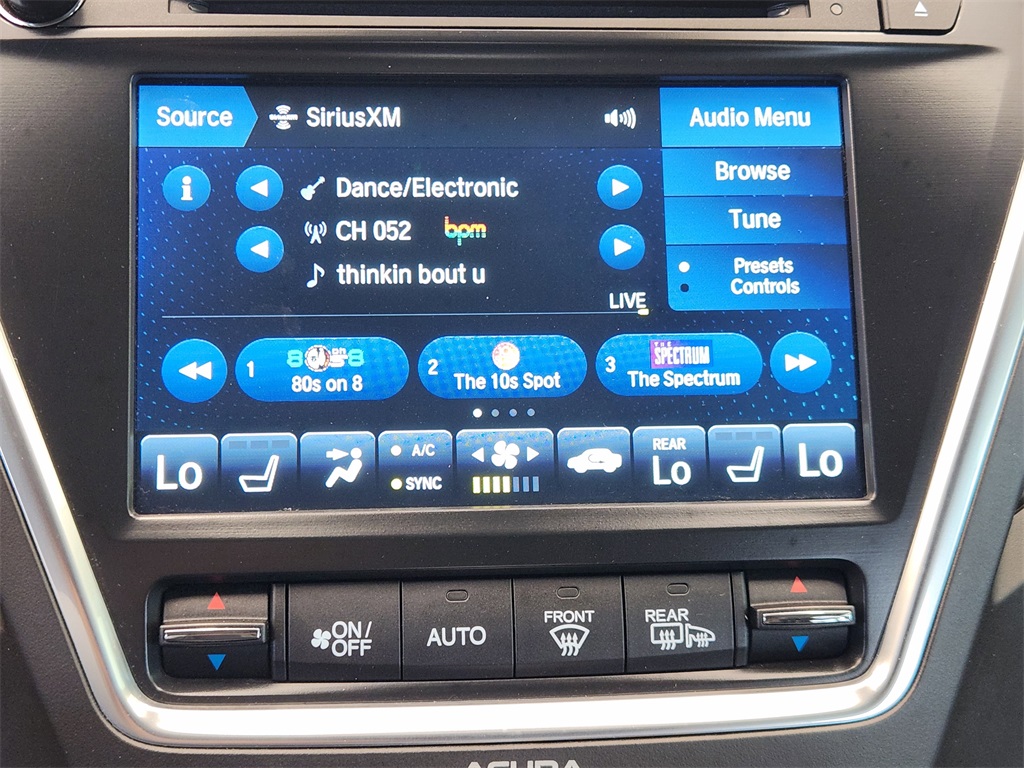 Source
SiriusXM
Audio Menu
Browse
Dance/Electronic
Tune
CH 052 bpm
Presets
Controls
thinkin bout u
LIVE
1 80s on 8
2 The 10s Spot
3 THE SPECTRUM
The Spectrum
Lo
A/C
SYNC
REAR
Lo
Lo
ON/
OFF
AUTO
FRONT
REAR
ACURA